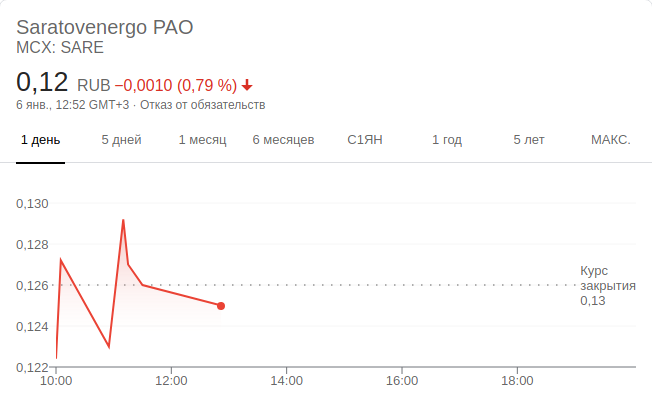 Saratovenergo PAO
MCX: SARE
0,12 RUB −0,0010 (0,79 %)
6 янв., 12:52 GMT+3 · Отказ от обязательств
1 день 5 дней 1 месяц 6 месяцев С1ЯН 1 год 5 лет МАКС.
0,130
0,128
0,126
0,124
0,122
Курс
закрытия
0,13
10:00 12:00 14:00 16:00 18:00